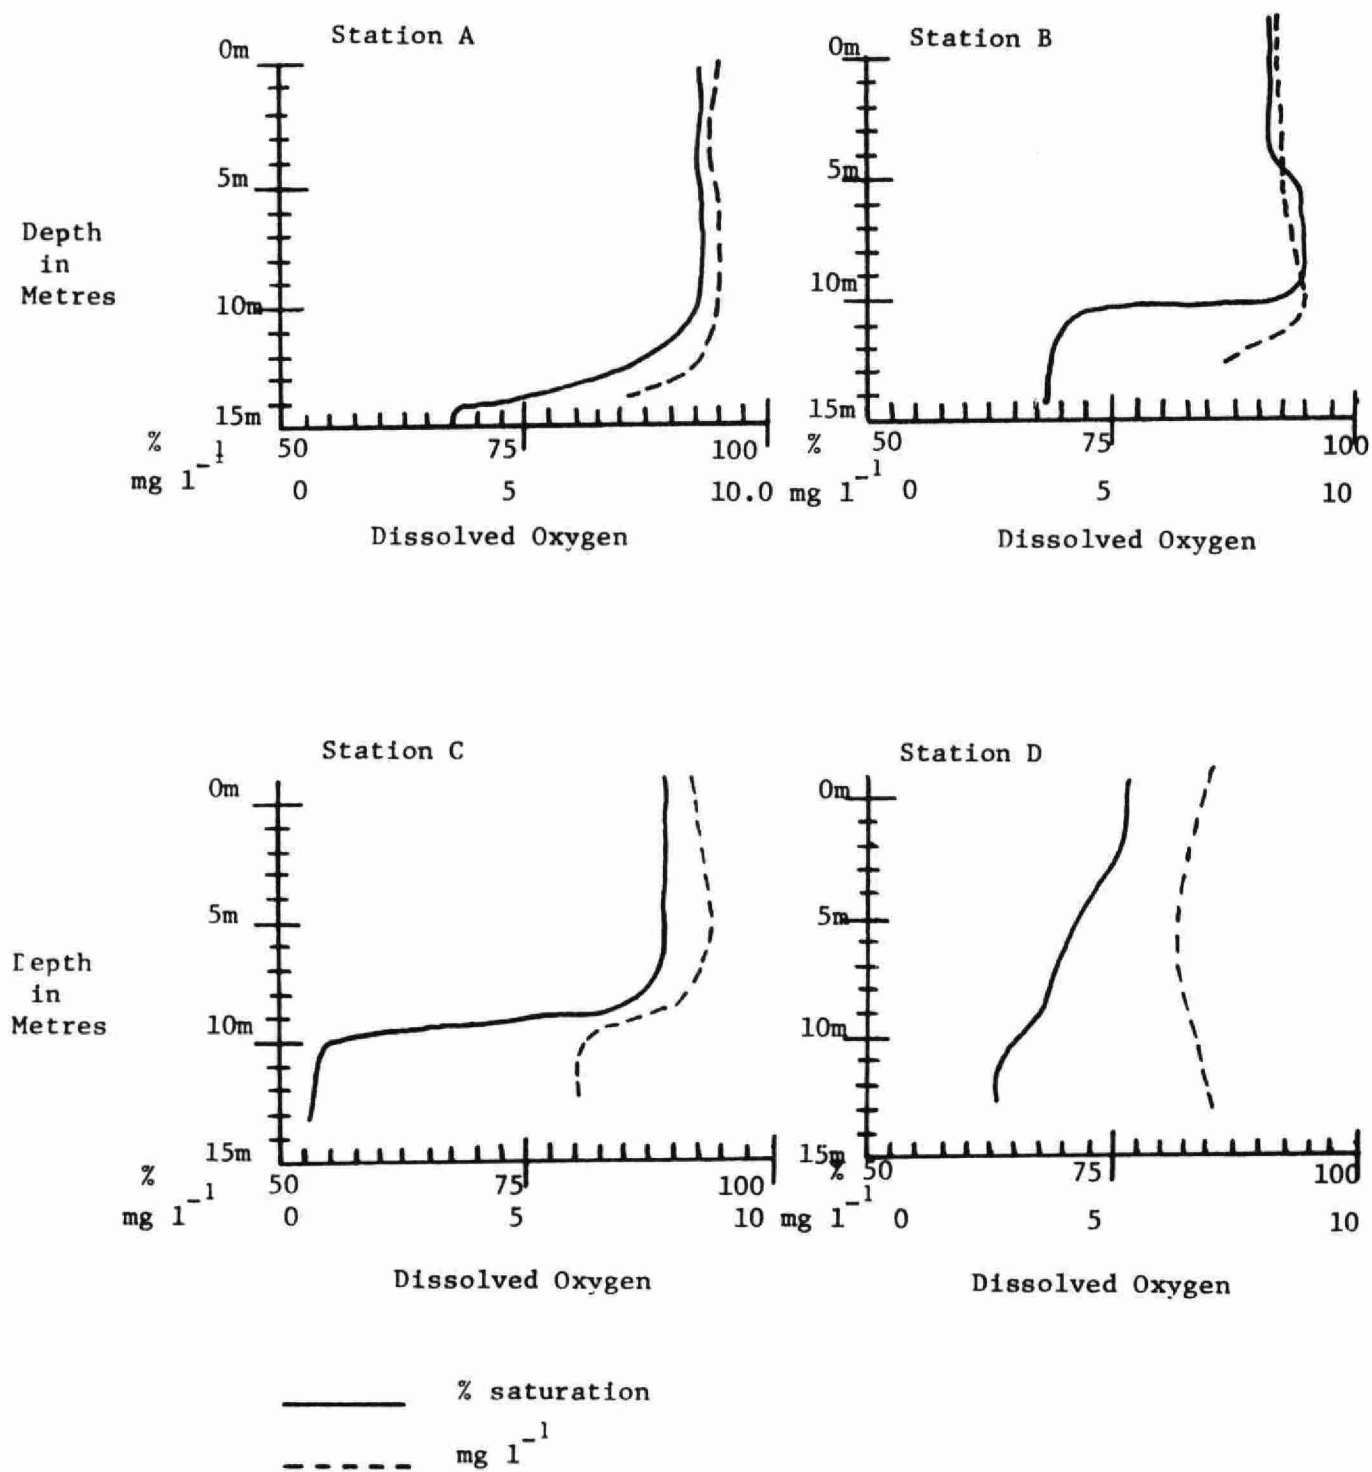 Station A
0m
5m
10m
15m
Depth
in
Metres
% 50 75 100
mg l⁻¹ 0 5 10.0
Dissolved Oxygen
Station B
0m
5m
10m
15m
% 50 75 100
mg l⁻¹ 0 5 10
Dissolved Oxygen
Station C
0m
5m
10m
15m
Depth
in
Metres
% 50 75 100
mg l⁻¹ 0 5 10
Dissolved Oxygen
Station D
0m
5m
10m
15m
% 50 75 100
mg l⁻¹ 0 5 10
Dissolved Oxygen
% saturation
mg l⁻¹